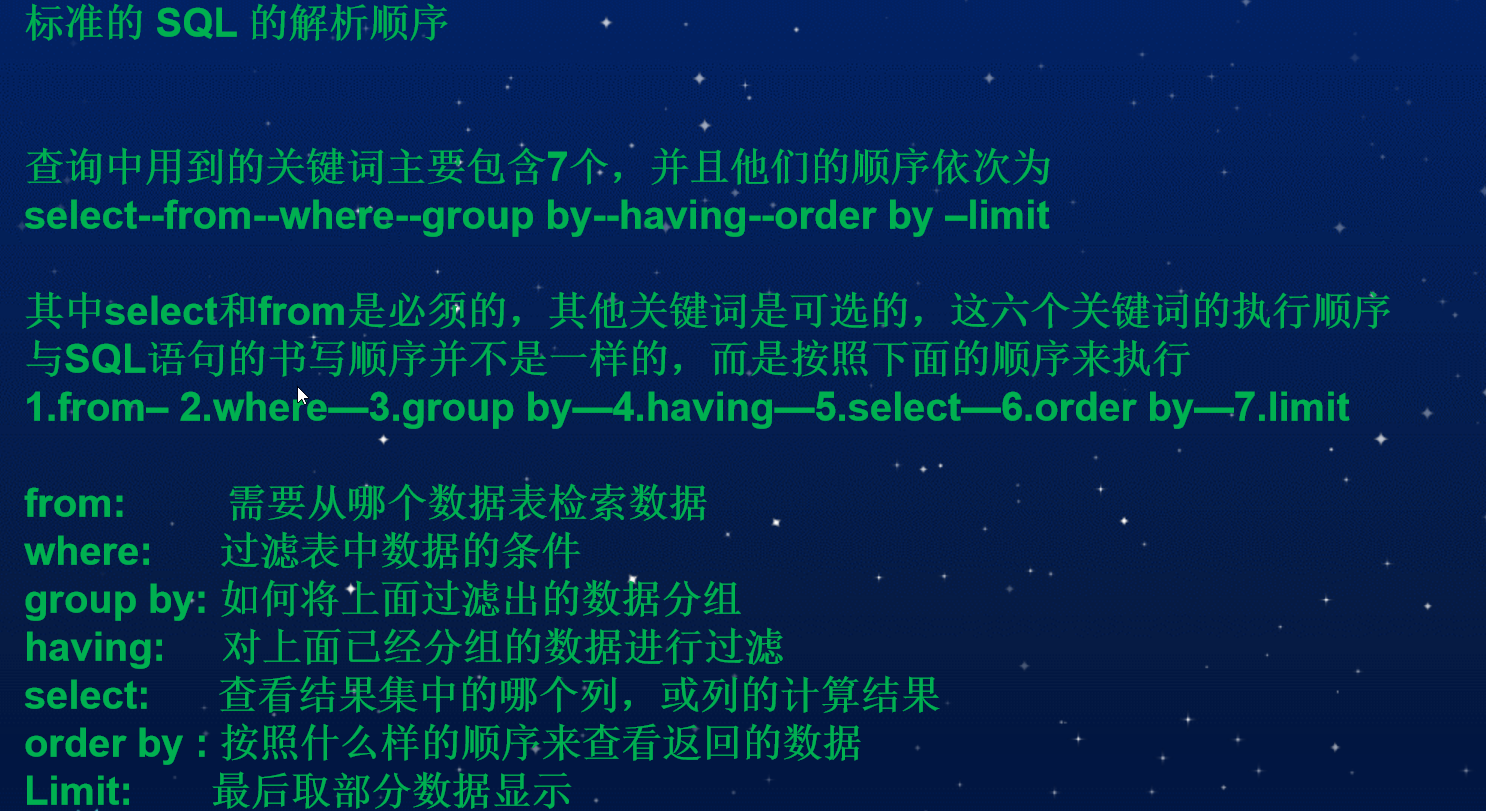 标准的 SQL 的解析顺序
查询中用到的关键词主要包含7个，并且他们的顺序依次为
select--from--where--group by--having--order by –limit
其中select和from是必须的，其他关键词是可选的，这六个关键词的执行顺序
与SQL语句的书写顺序并不是一样的，而是按照下面的顺序来执行
1.from– 2.where—3.group by—4.having—5.select—6.order by—7.limit
from: 需要从哪个数据表检索数据
where: 过滤表中数据的条件
group by: 如何将上面过滤出的数据分组
having: 对上面已经分组的数据进行过滤
select: 查看结果集中的哪个列，或列的计算结果
order by : 按照什么样的顺序来查看返回的数据
Limit: 最后取部分数据显示